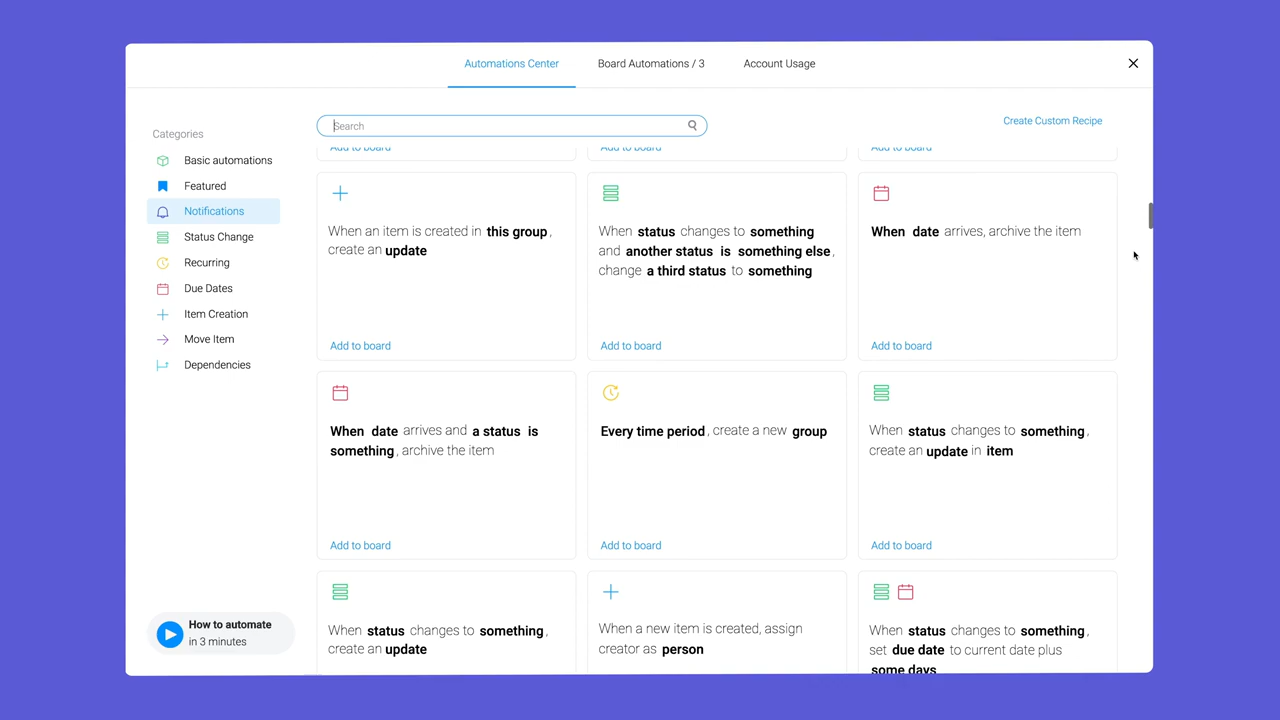 Automations Center
Board Automations / 3
Account Usage
Search
Create Custom Recipe
Categories
Basic automations
Featured
Notifications
Status Change
Recurring
Due Dates
Item Creation
Move Item
Dependencies
How to automate
in 3 minutes
Add to board
Add to board
Add to board
When an item is created in this group,
create an update
Add to board
When status changes to something
and another status is something else,
change a third status to something
Add to board
When date arrives, archive the item
Add to board
When date arrives and a status is
something, archive the item
Add to board
Every time period, create a new group
Add to board
When status changes to something,
create an update in item
Add to board
When status changes to something,
create an update
When a new item is created, assign
creator as person
When status changes to something,
set due date to current date plus
some days